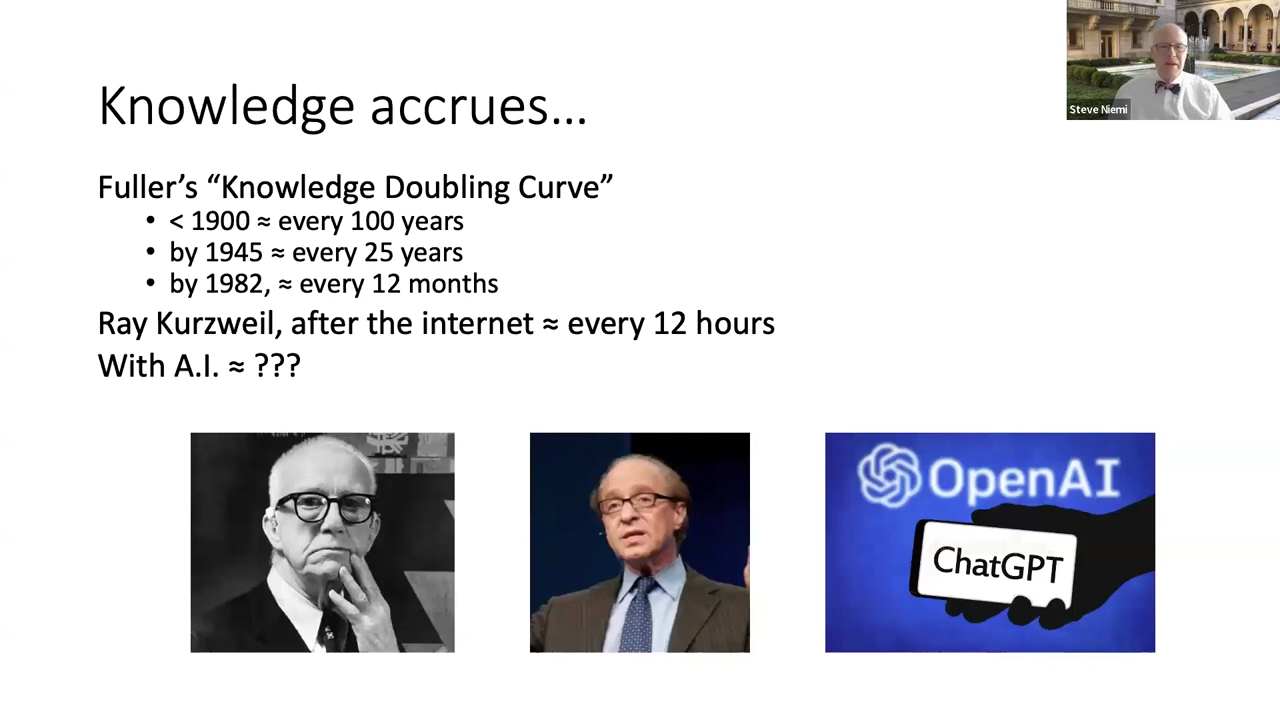 Steve Niemi
Knowledge accrues...
Fuller’s “Knowledge Doubling Curve”
• < 1900 ≈ every 100 years
• by 1945 ≈ every 25 years
• by 1982, ≈ every 12 months
Ray Kurzweil, after the internet ≈ every 12 hours
With A.I. ≈ ???
OpenAI
ChatGPT